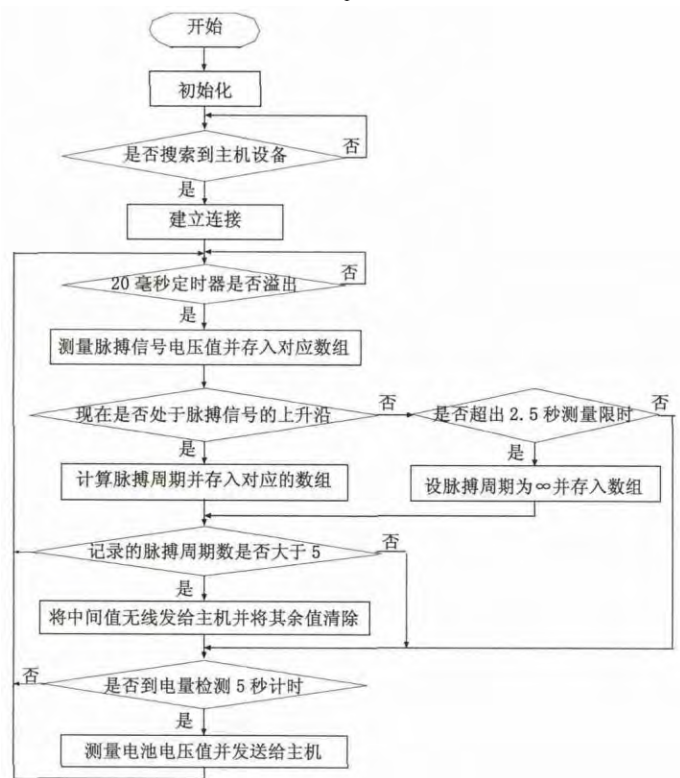 开始
初始化
是否搜索到主机设备
否
是
建立连接
20毫秒定时器是否溢出
否
是
测量脉搏信号电压值并存入对应数组
现在是否处于脉搏信号的上升沿
否
是否超出2.5秒测量限时
否
是
是
计算脉搏周期并存入对应的数组
设脉搏周期为∞并存入数组
记录的脉搏周期数是否大于5
否
是
将中间值无线发给主机并将其余值清除
否
是否到电量检测5秒计时
是
测量电池电压值并发送给主机